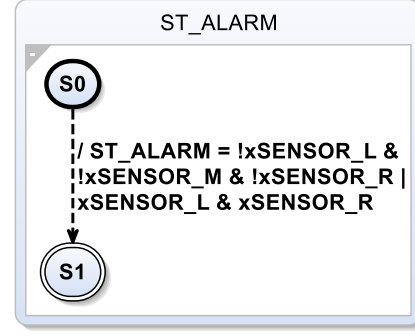 ST_ALARM
-
S0
/ ST_ALARM = !xSENSOR_L &
!xSENSOR_M & !xSENSOR_R |
xSENSOR_L & xSENSOR_R
S1